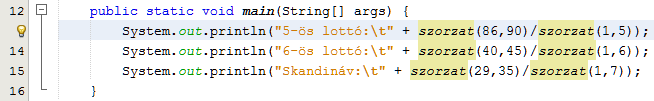 12 public static void main(String[] args) {
System.out.println("5-ös lottó:\t" + szorzat(86,90)/szorzat(1,5));
14 System.out.println("6-os lottó:\t" + szorzat(40,45)/szorzat(1,6));
15 System.out.println("Skandináv:\t" + szorzat(29,35)/szorzat(1,7));
16 }